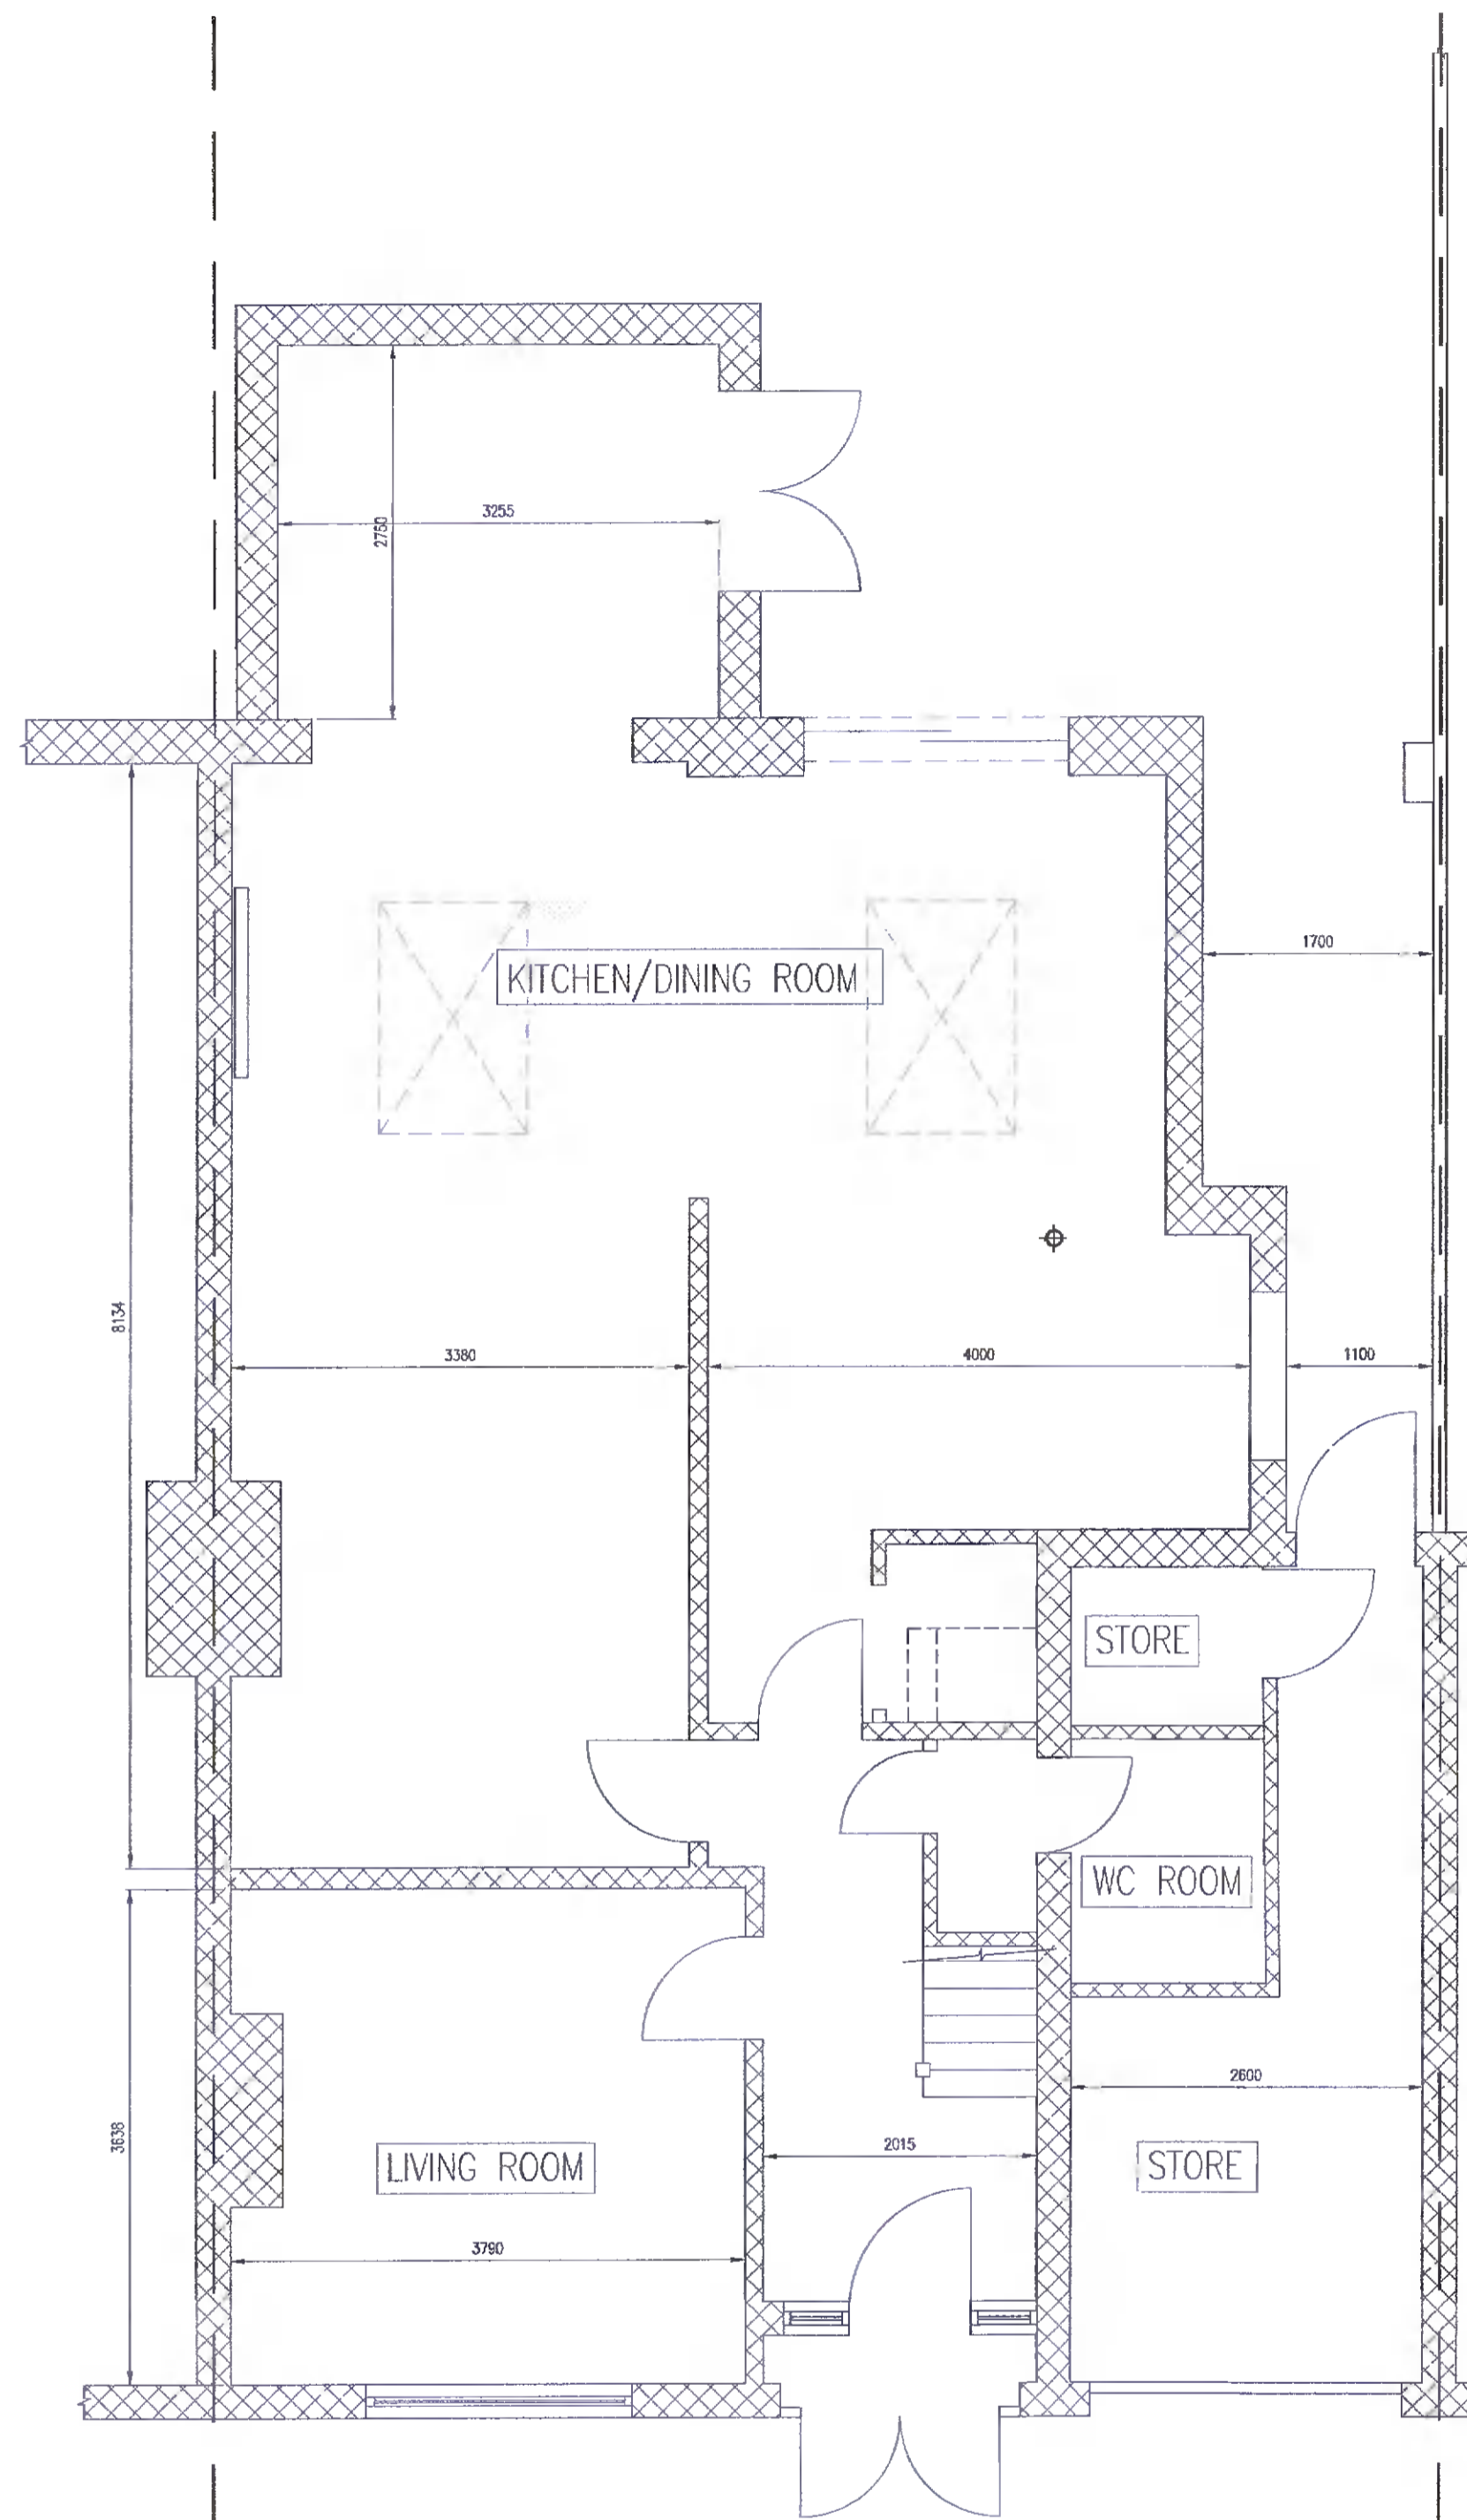 3255
2750
KITCHEN/DINING ROOM
1700
8134
3380
4000
1100
STORE
WC ROOM
2600
3638
LIVING ROOM
2015
STORE
3790